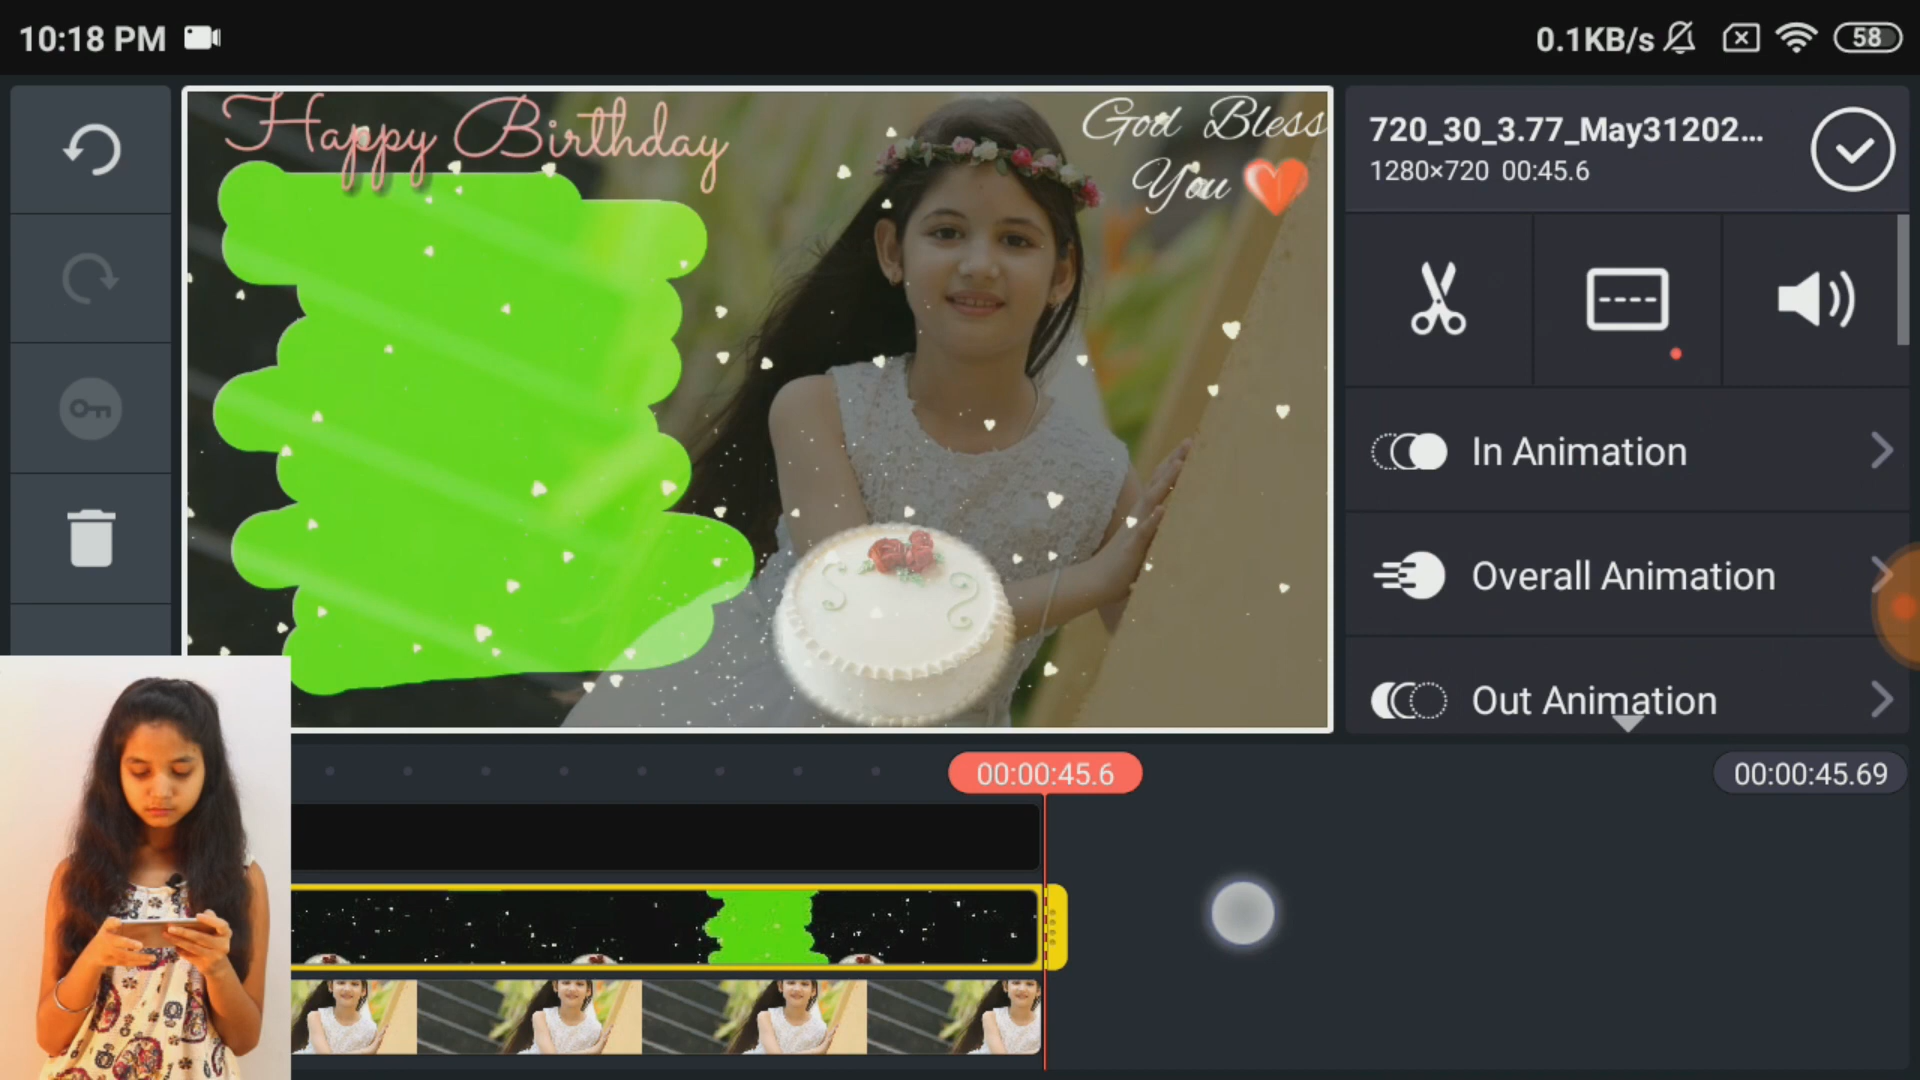 10:18 PM
0.1KB/s
58
Happy Birthday
God Bless
You
720_30_3.77_May31202...
1280×720 00:45.6
In Animation
Overall Animation
Out Animation
00:00:45.6
00:00:45.69